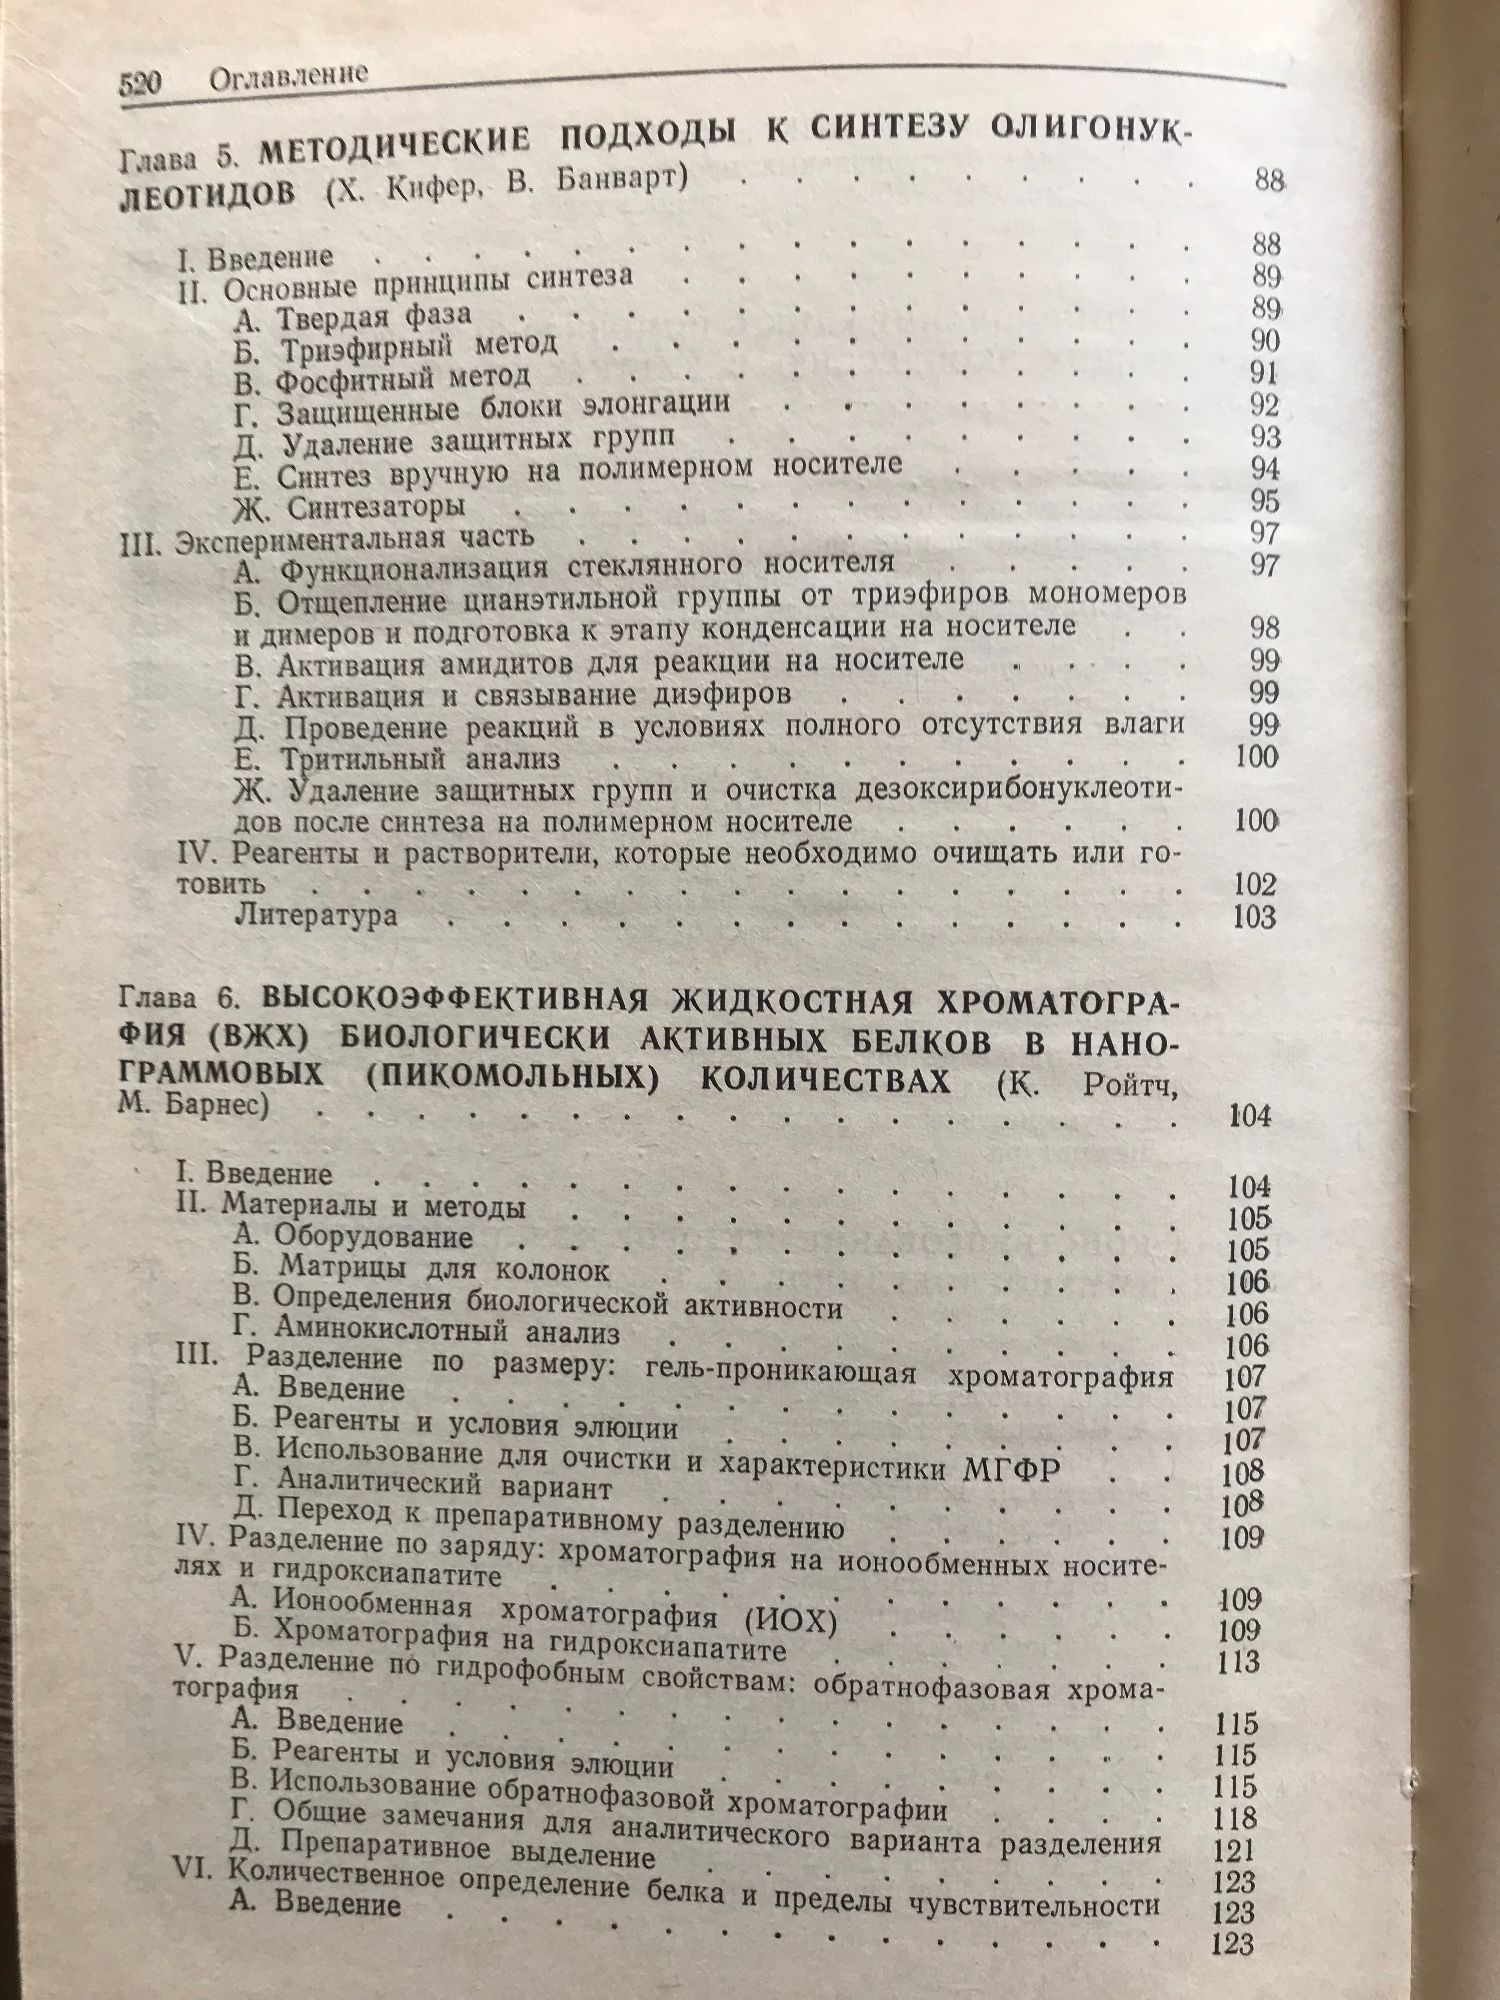 520 Оглавление
Глава 5. МЕТОДИЧЕСКИЕ ПОДХОДЫ К СИНТЕЗУ ОЛИГОНУК-
ЛЕОТИДОВ (Х. Кифер, В. Банварт) . . . . . . . . . 88
I. Введение . . . . . . . . . . . . . . . 88
II. Основные принципы синтеза . . . . . . . . . . 89
А. Твердая фаза . . . . . . . . . . . . . 89
Б. Триэфирный метод . . . . . . . . . . . 90
В. Фосфитный метод . . . . . . . . . . . . 91
Г. Защищенные блоки элонгации . . . . . . . . 92
Д. Удаление защитных групп . . . . . . . . . 93
Е. Синтез вручную на полимерном носителе . . . . . 94
Ж. Синтезаторы . . . . . . . . . . . . . 95
III. Экспериментальная часть . . . . . . . . . . . . 97
А. Функционализация стеклянного носителя . . . . . 97
Б. Отщепление цианэтильной группы от триэфиров мономеров
и димеров и подготовка к этапу конденсации на носителе . . 98
В. Активация амидитов для реакции на носителе . . . . 99
Г. Активация и связывание диэфиров . . . . . . . 99
Д. Проведение реакций в условиях полного отсутствия влаги 99
Е. Тритильный анализ . . . . . . . . . . . 100
Ж. Удаление защитных групп и очистка дезоксирибонуклеоти-
дов после синтеза на полимерном носителе . . . . . . 100
IV. Реагенты и растворители, которые необходимо очищать или го-
товить . . . . . . . . . . . . . . . . . 102
Литература . . . . . . . . . . . . . . 103
Глава 6. ВЫСОКОЭФФЕКТИВНАЯ ЖИДКОСТНАЯ ХРОМАТОГРА-
ФИЯ (ВЖХ) БИОЛОГИЧЕСКИ АКТИВНЫХ БЕЛКОВ В НАНО-
ГРАММОВЫХ (ПИКОМОЛЬНЫХ) КОЛИЧЕСТВАХ (К. Ройтч,
М. Барнес) . . . . . . . . . . . . . . . . . 104
I. Введение . . . . . . . . . . . . . . . . 104
II. Материалы и методы . . . . . . . . . . . . 105
А. Оборудование . . . . . . . . . . . . . 105
Б. Матрицы для колонок . . . . . . . . . . 106
В. Определения биологической активности . . . . . . 106
Г. Аминокислотный анализ . . . . . . . . . . 106
III. Разделение по размеру: гель-проникающая хроматография 107
А. Введение . . . . . . . . . . . . . . 107
Б. Реагенты и условия элюции . . . . . . . . . 107
В. Использование для очистки и характеристики МГФР . . 108
Г. Аналитический вариант . . . . . . . . . . 108
Д. Переход к препаративному разделению . . . . . . 109
IV. Разделение по заряду: хроматография на ионообменных носите-
лях и гидроксиапатите . . . . . . . . . . . . 109
А. Ионообменная хроматография (ИОХ) . . . . . . 109
Б. Хроматография на гидроксиапатите . . . . . . . 113
V. Разделение по гидрофобным свойствам: обратнофазовая хрома-
тография . . . . . . . . . . . . . . . . 115
А. Введение . . . . . . . . . . . . . . 115
Б. Реагенты и условия элюции . . . . . . . . . 115
В. Использование обратнофазовой хроматографии . . . . 118
Г. Общие замечания для аналитического варианта разделения 121
Д. Препаративное выделение . . . . . . . . . 123
VI. Количественное определение белка и пределы чувствительности 123
А. Введение . . . . . . . . . . . . . . 123